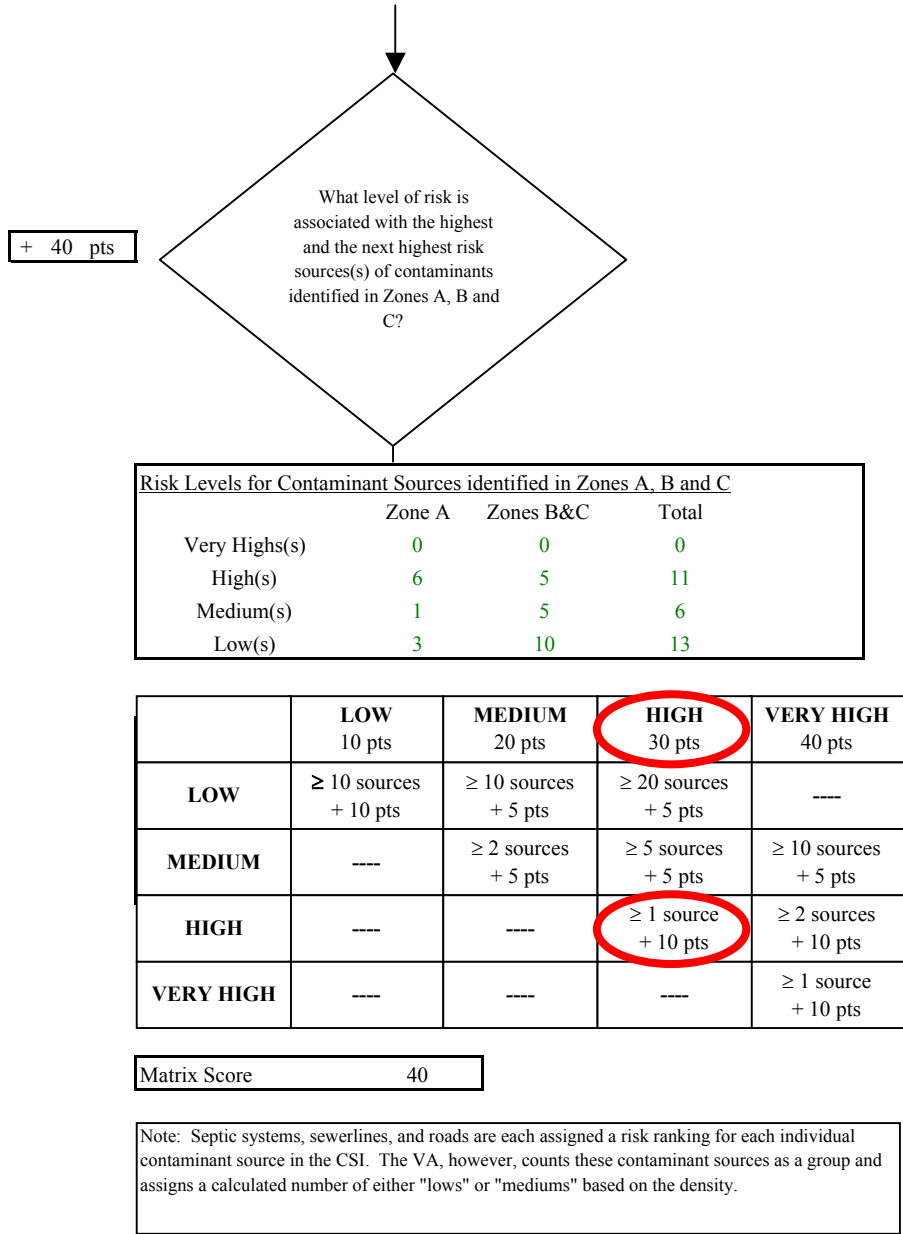 What level of risk is
associated with the highest
and the next highest risk
sources(s) of contaminants
identified in Zones A, B and
C?
+ 40 pts
Risk Levels for Contaminant Sources identified in Zones A, B and C
Zone A Zones B&C Total
Very Highs(s) 0 0 0
High(s) 6 5 11
Medium(s) 1 5 6
Low(s) 3 10 13
LOW MEDIUM HIGH VERY HIGH
10 pts 20 pts 30 pts 40 pts
LOW ≥ 10 sources ≥ 10 sources ≥ 20 sources ----
+ 10 pts + 5 pts + 5 pts
MEDIUM ---- ≥ 2 sources ≥ 5 sources ≥ 10 sources
+ 5 pts + 5 pts + 5 pts
HIGH ---- ---- ≥ 1 source ≥ 2 sources
+ 10 pts + 10 pts
VERY HIGH ---- ---- ---- ≥ 1 source
+ 10 pts
Matrix Score 40
Note: Septic systems, sewerlines, and roads are each assigned a risk ranking for each individual
contaminant source in the CSI. The VA, however, counts these contaminant sources as a group and
assigns a calculated number of either "lows" or "mediums" based on the density.